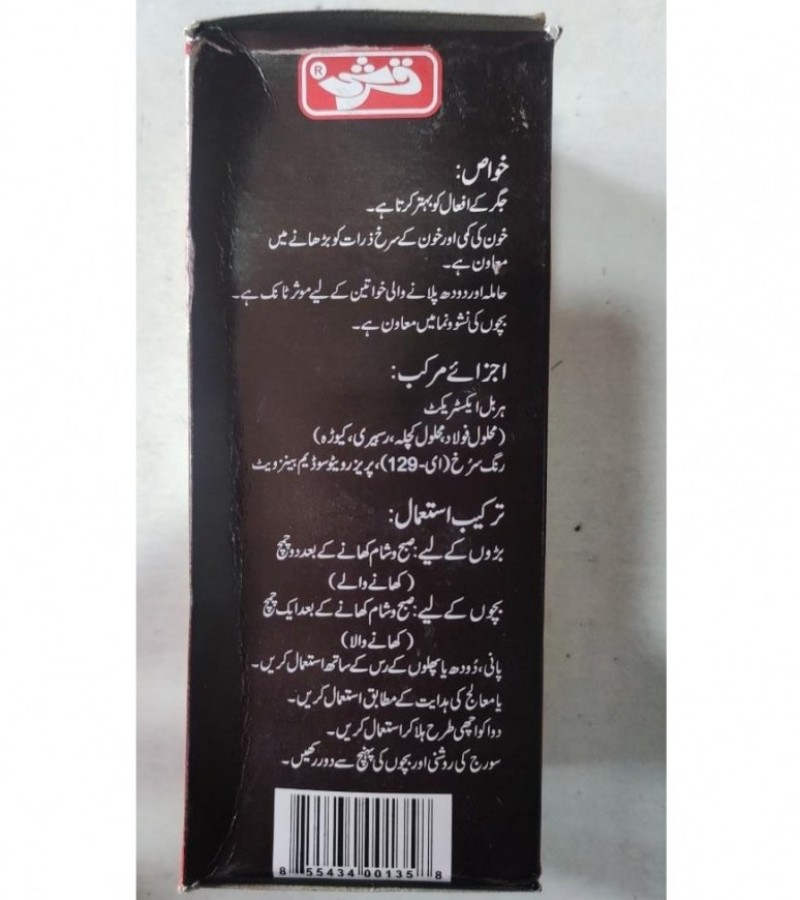 قرشی ®
خواص:
جگر کے افعال کو بہتر کرتا ہے۔
خون کی کمی اور خون کے سرخ ذرات کو بڑھانے میں
معاون ہے۔
حاملہ اور دودھ پلانے والی خواتین کے لیے موثر ٹانک ہے۔
بچوں کی نشوونما میں معاون ہے۔
اجزائے مرکب:
ہربل ایکسٹریکٹ
(محلول فولاد، محلول کچلہ، رسبری، کیوڑہ)
رنگ سرخ (ای-129)، پریزرویٹو سوڈیم بینزویٹ
ترکیب استعمال:
بڑوں کے لیے: صبح و شام کھانے کے بعد دو چمچ
(کھانے والے)
بچوں کے لیے: صبح و شام کھانے کے بعد ایک چمچ
(کھانے والا)
پانی، دُودھ یا پھلوں کے رس کے ساتھ استعمال کریں۔
یا معالج کی ہدایت کے مطابق استعمال کریں۔
دوا کو اچھی طرح ہلا کر استعمال کریں۔
سورج کی روشنی اور بچوں کی پہنچ سے دور رکھیں۔
8 55434 00135 8